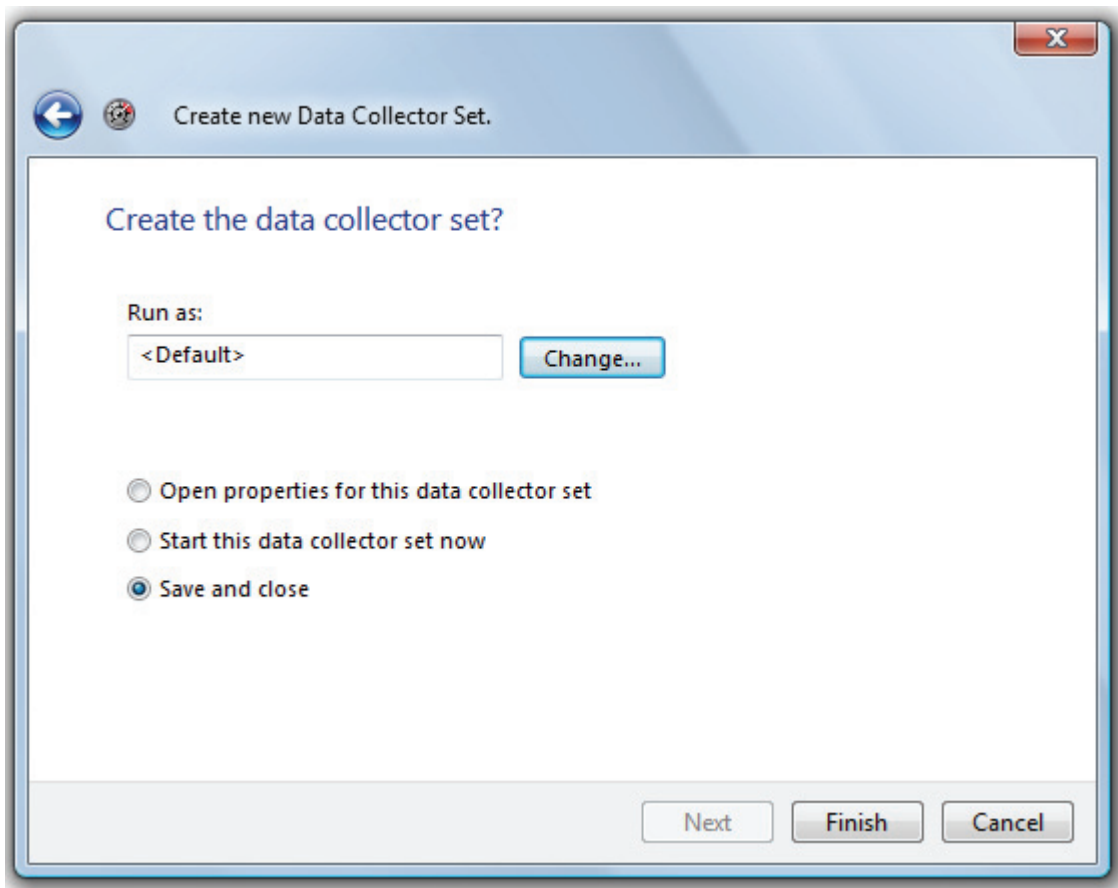 Create new Data Collector Set.
Create the data collector set?
Run as:
<Default>
Change...
Open properties for this data collector set
Start this data collector set now
Save and close
Next
Finish
Cancel